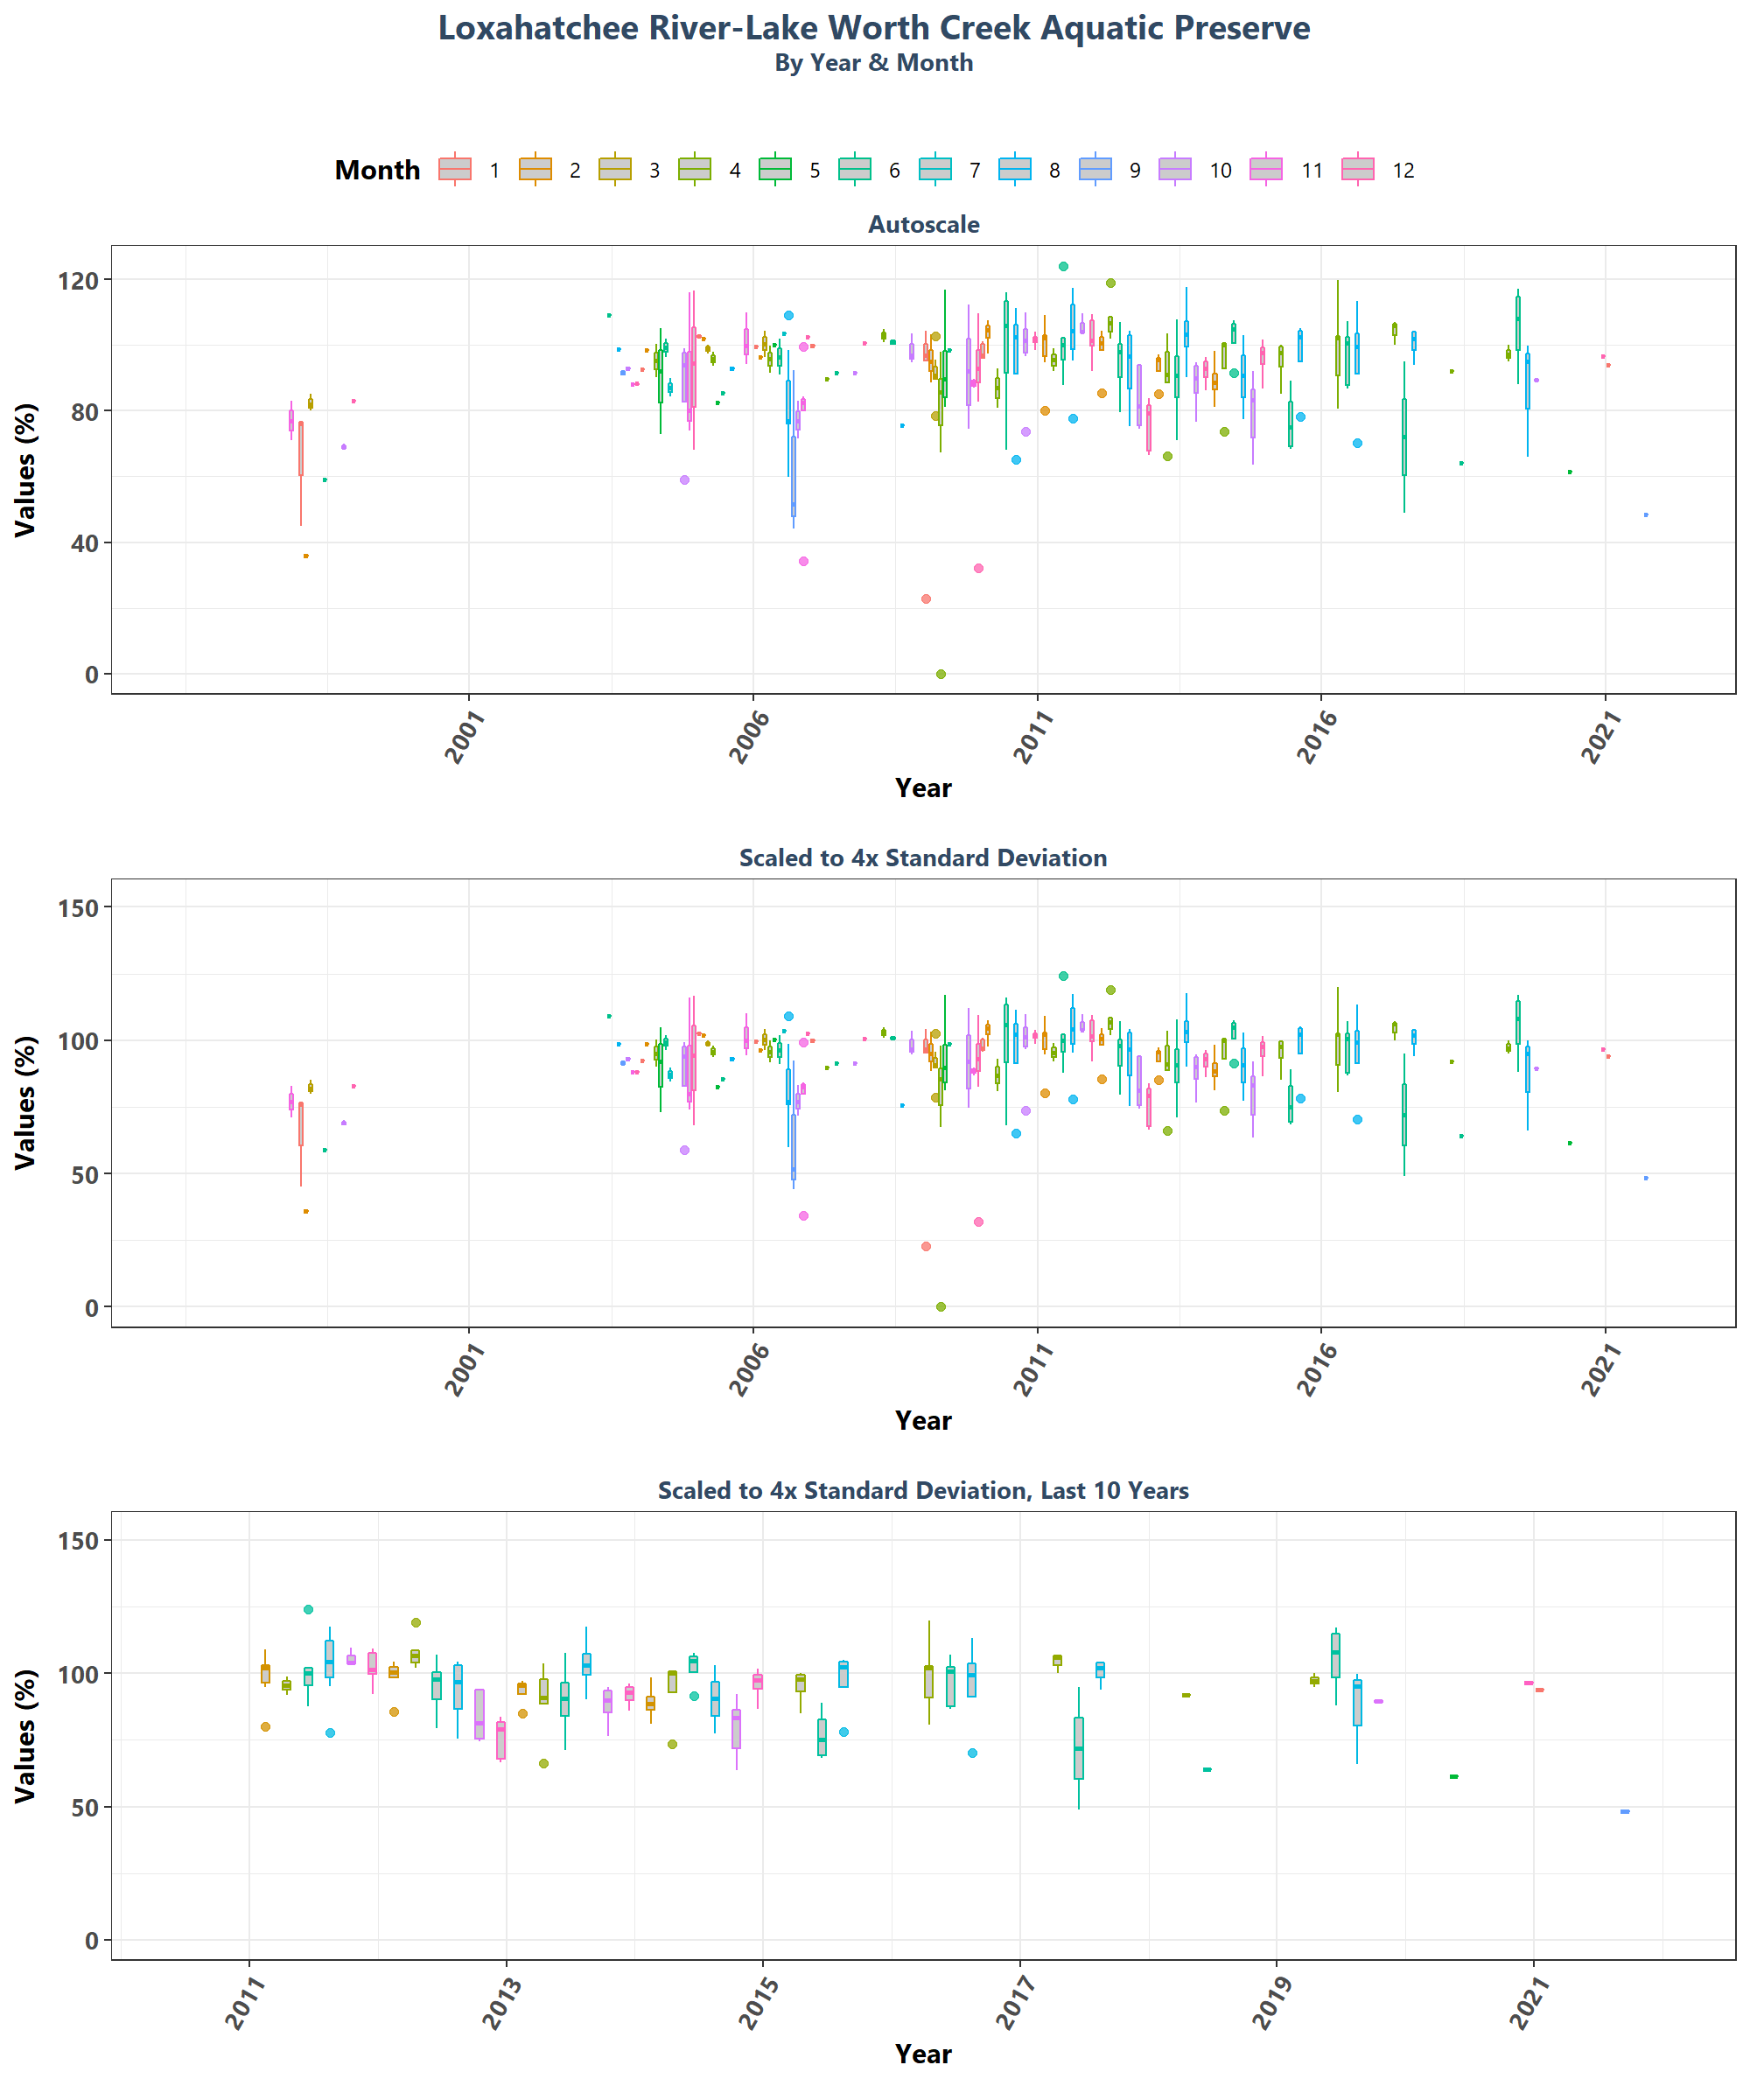 Loxahatchee River-Lake Worth Creek Aquatic Preserve
By Year & Month
Month 1 2 3 4 5 6 7 8 9 10 11 12
Autoscale
Values (%)
120
80
40
0
2001 2006 2011 2016 2021
Year
Scaled to 4x Standard Deviation
Values (%)
150
100
50
0
2001 2006 2011 2016 2021
Year
Scaled to 4x Standard Deviation, Last 10 Years
Values (%)
150
100
50
0
2011 2013 2015 2017 2019 2021
Year